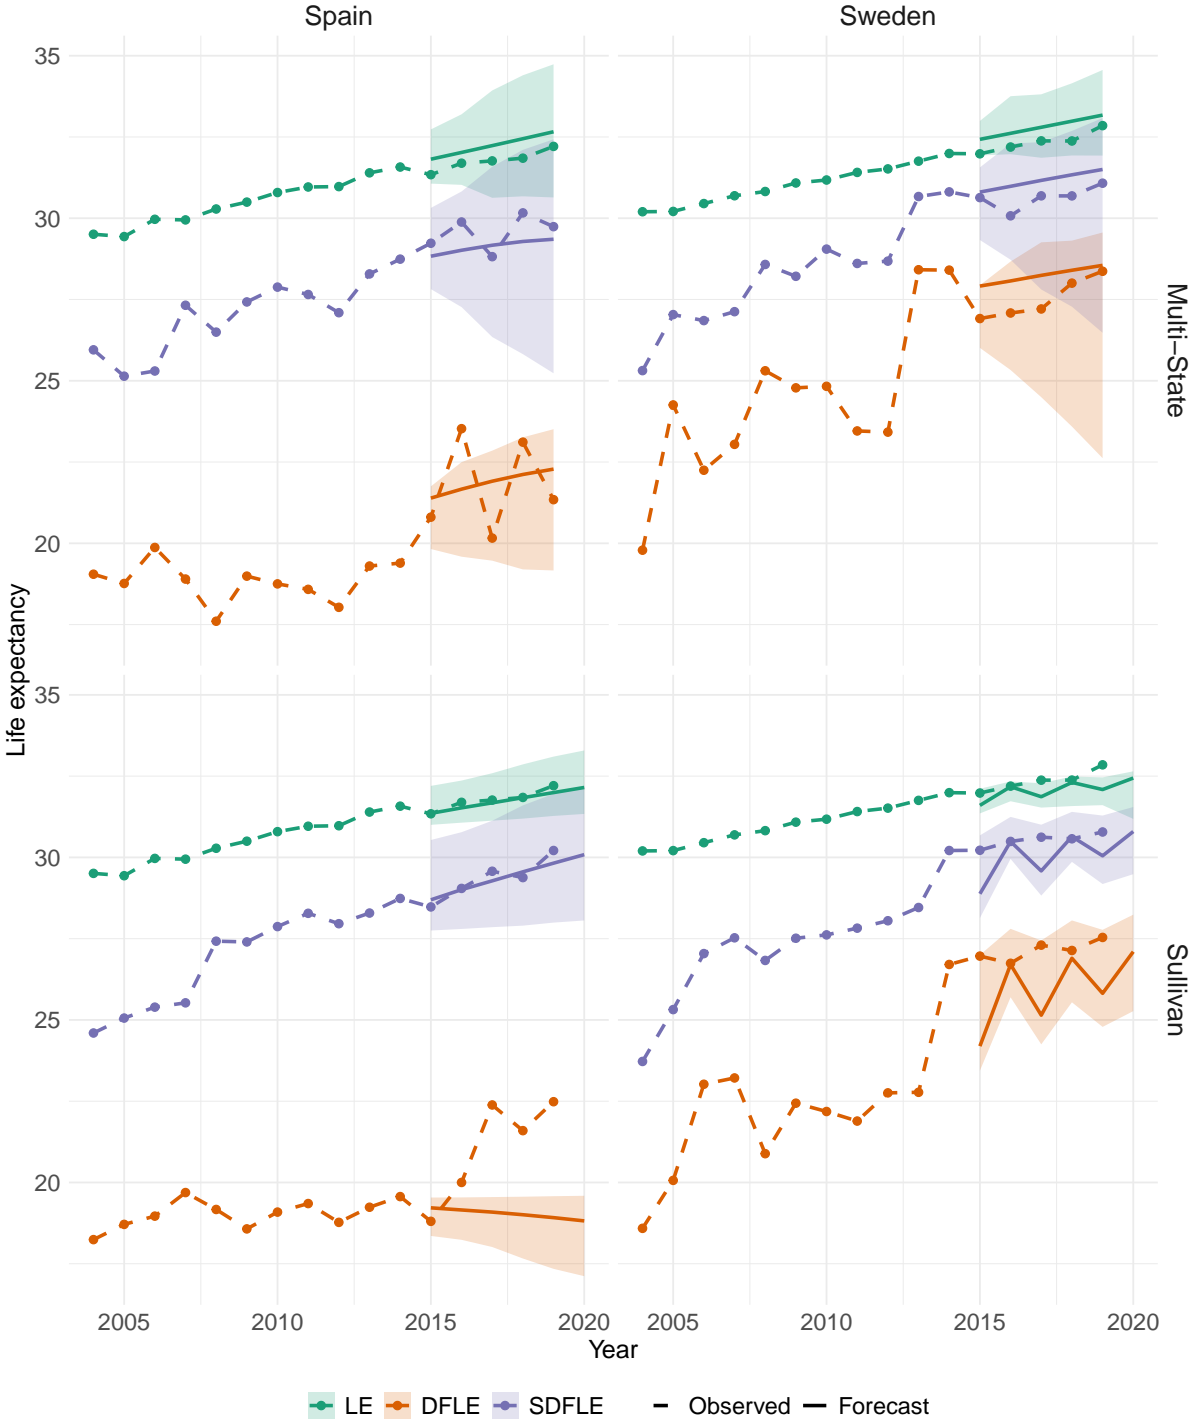 Spain
Sweden
35
30
25
20
Multi−State
Life expectancy
35
30
25
20
Sullivan
2005 2010 2015 2020 2005 2010 2015 2020
Year
LE DFLE SDFLE Observed Forecast